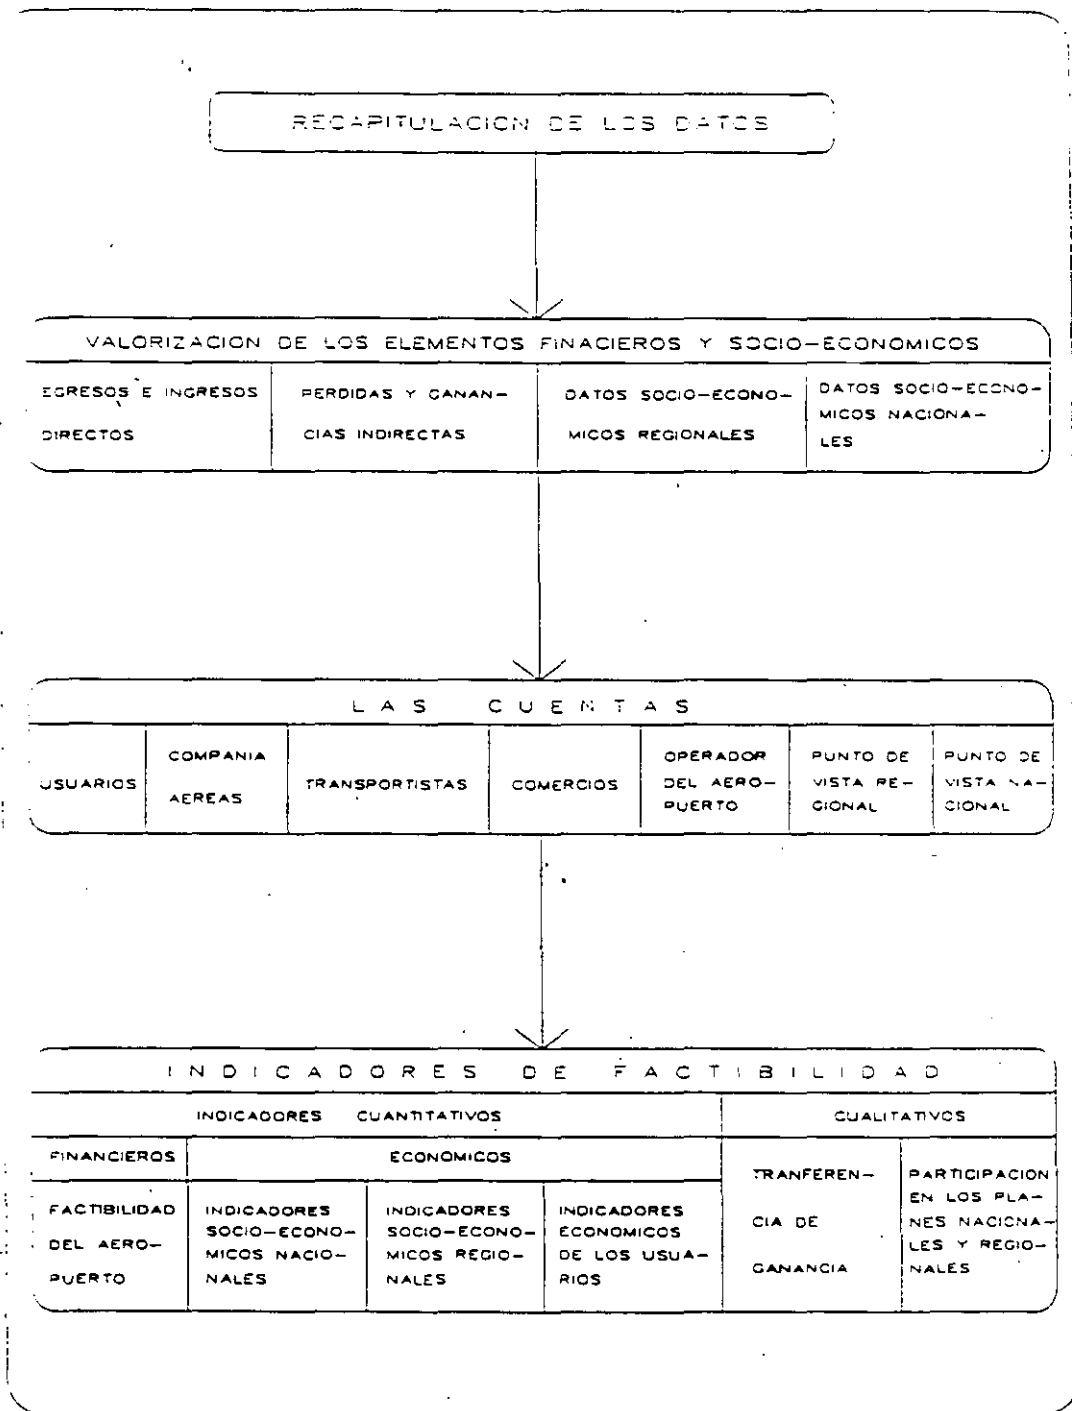 RECAPITULACION DE LOS DATOS
VALORIZACION DE LOS ELEMENTOS FINACIEROS Y SOCIO-ECONOMICOS
EGRESOS E INGRESOS
DIRECTOS
PERDIDAS Y GANAN-
CIAS INDIRECTAS
DATOS SOCIO-ECONO-
MICOS REGIONALES
DATOS SOCIO-ECONO-
MICOS NACIONA-
LES
LAS CUENTAS
USUARIOS
COMPANIA
AEREAS
TRANSPORTISTAS
COMERCIOS
OPERADOR
DEL AERO-
PUERTO
PUNTO DE
VISTA RE-
GIONAL
PUNTO DE
VISTA NA-
CIONAL
INDICADORES DE FACTIBILIDAD
INDICADORES CUANTITATIVOS
CUALITATIVOS
FINANCIEROS
ECONOMICOS
FACTIBILIDAD
DEL AERO-
PUERTO
INDICADORES
SOCIO-ECONO-
MICOS NACIO-
NALES
INDICADORES
SOCIO-ECONO-
MICOS REGIO-
NALES
INDICADORES
ECONOMICOS
DE LOS USUA-
RIOS
TRANFEREN-
CIA DE
GANANCIA
PARTICIPACION
EN LOS PLA-
NES NACIONA-
LES Y REGIO-
NALES